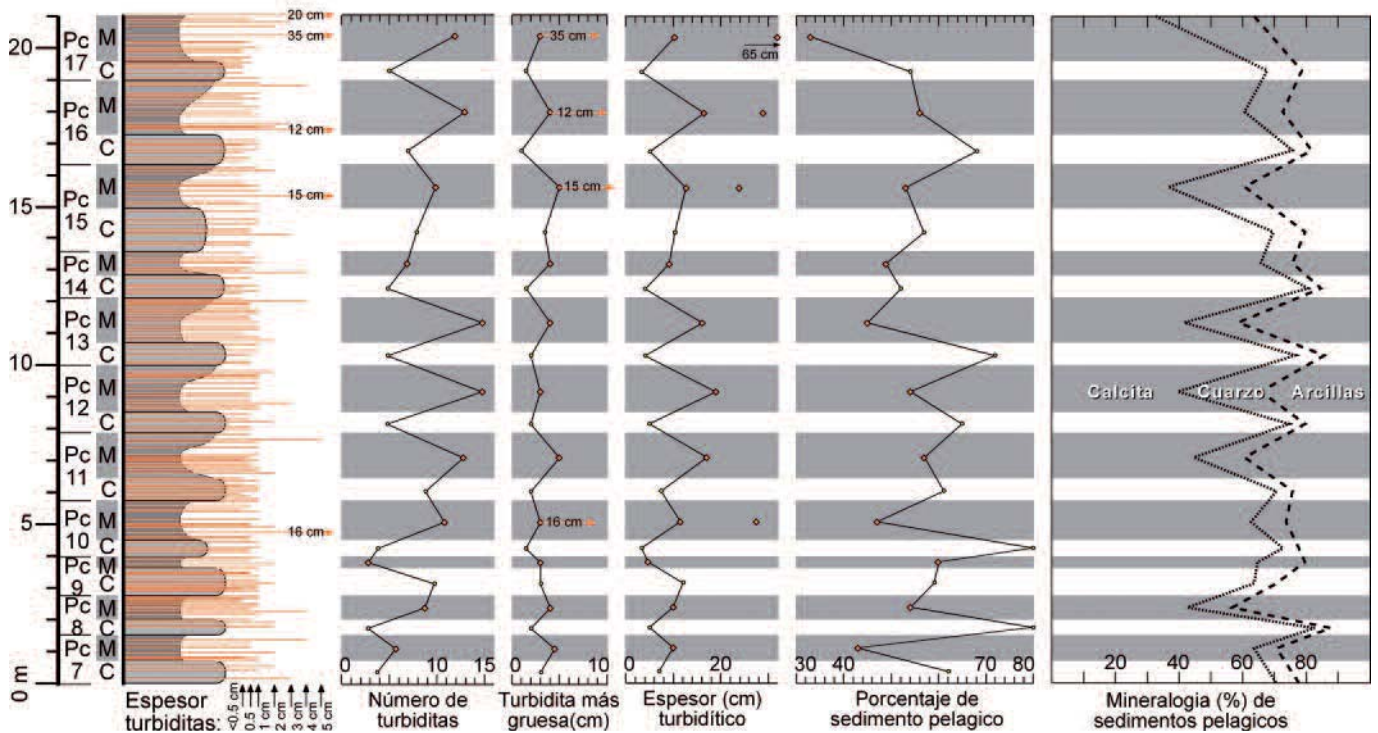 20 cm
35 cm
12 cm
15 cm
16 cm
20
15
10
5
0 m
Pc 17 M C
Pc 16 M C
Pc 15 M C
Pc 14 M C
Pc 13 M C
Pc 12 M C
Pc 11 M C
Pc 10 M C
Pc 9 M C
Pc 8 M C
Pc 7 M C
Espesor
turbiditas:
<0.5 cm
0.5
1 cm
2 cm
3 cm
4 cm
5 cm
0 10 15
Número de
turbiditas
35 cm
12 cm
15 cm
16 cm
0 10
Turbidita más
gruesa(cm)
65 cm
0 10 20
Espesor (cm)
turbidítico
30 50 70 80
Porcentaje de
sedimento pelagico
Calcita Cuarzo Arcillas
20 40 60 80
Mineralogia (%) de
sedimentos pelagicos